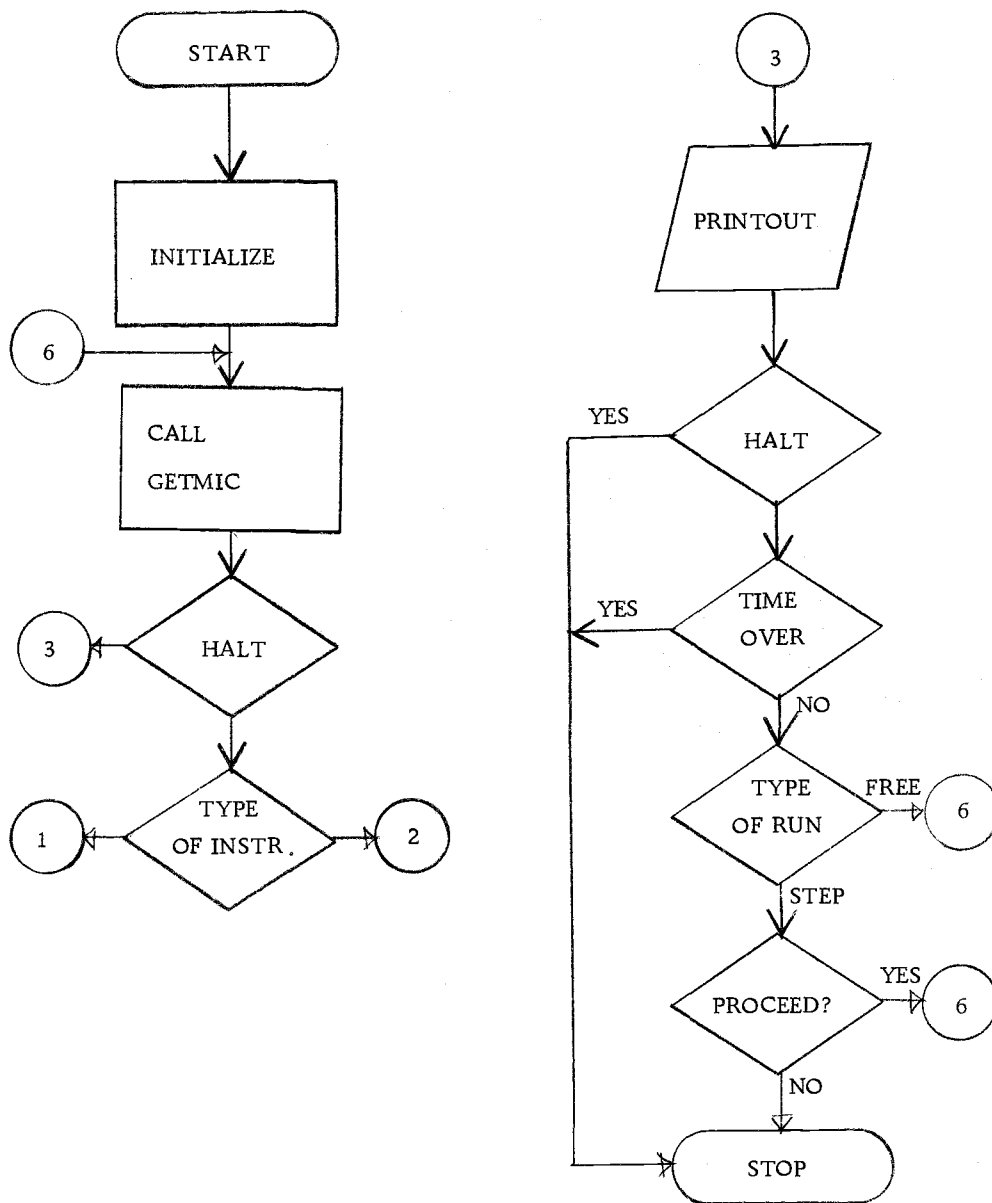 START
INITIALIZE
6
CALL
GETMIC
HALT
3
TYPE
OF INSTR.
1
2
3
PRINTOUT
HALT
YES
TIME
OVER
YES
NO
TYPE
OF RUN
FREE
6
STEP
PROCEED?
YES
6
NO
STOP